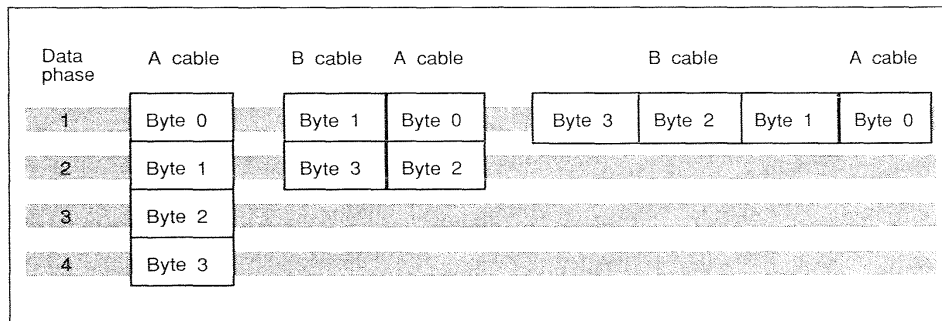 Data phase A cable B cable A cable B cable A cable
1 Byte 0 Byte 1 Byte 0 Byte 3 Byte 2 Byte 1 Byte 0
2 Byte 1 Byte 3 Byte 2
3 Byte 2
4 Byte 3